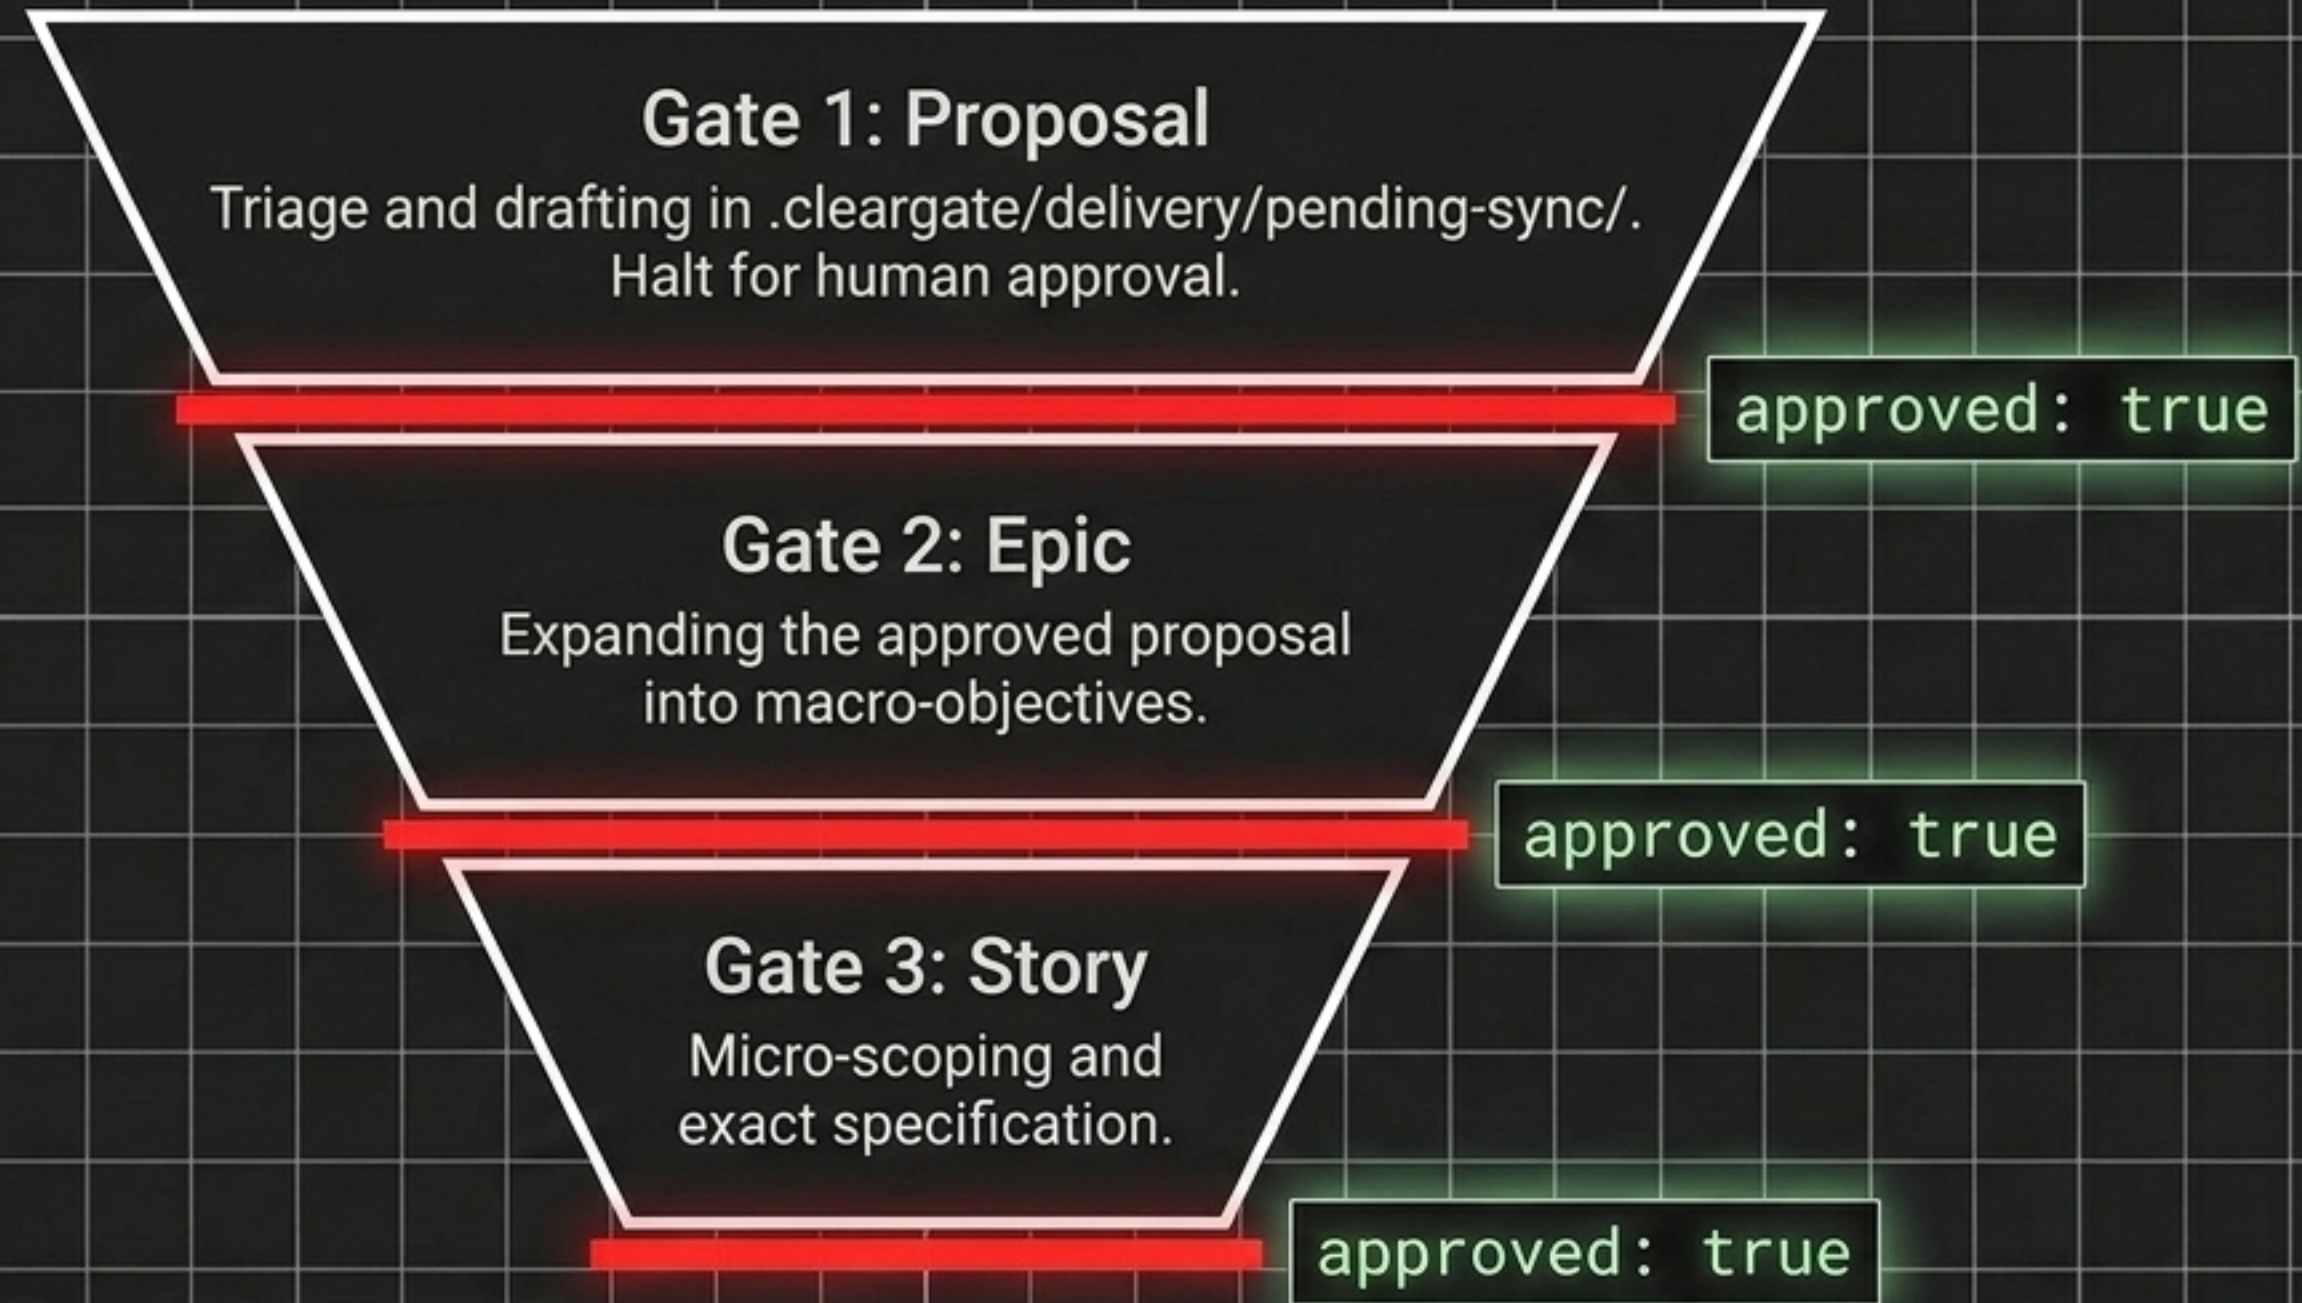 Gate 1: Proposal
Triage and drafting in .cleargate/delivery/pending-sync/.
Halt for human approval.
approved: true
Gate 2: Epic
Expanding the approved proposal
into macro-objectives.
approved: true
Gate 3: Story
Micro-scoping and
exact specification.
approved: true